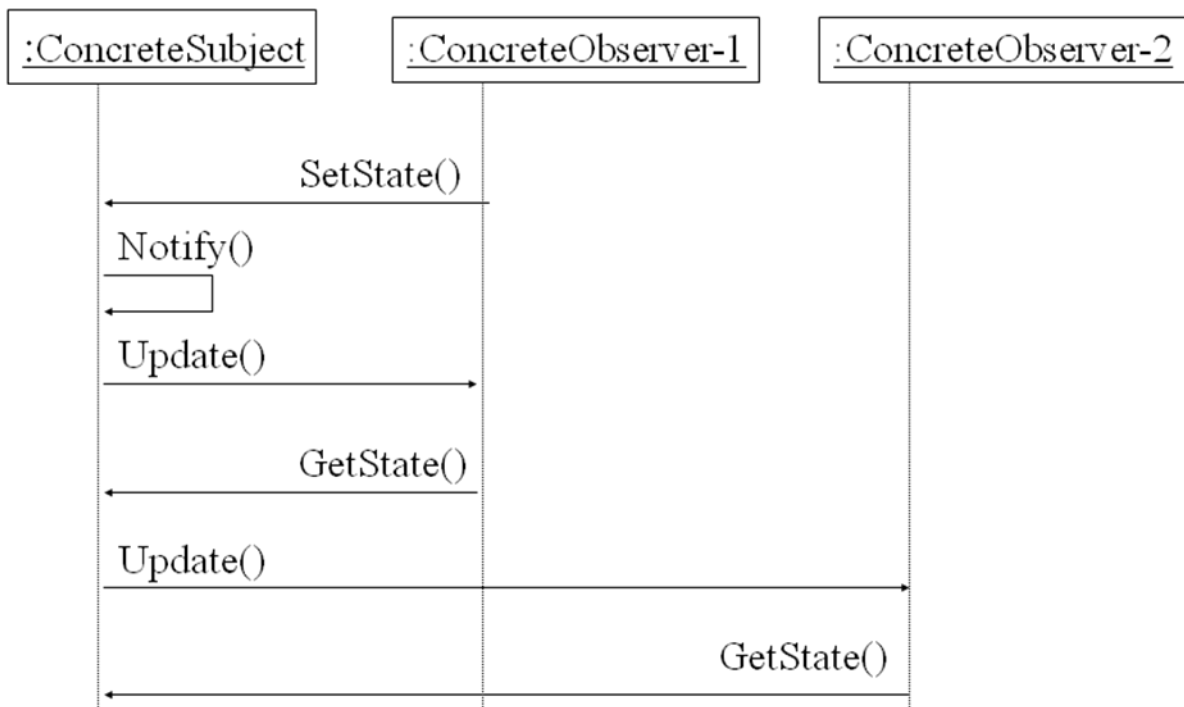 :ConcreteSubject
:ConcreteObserver-1
:ConcreteObserver-2
SetState()
Notify()
Update()
GetState()
Update()
GetState()